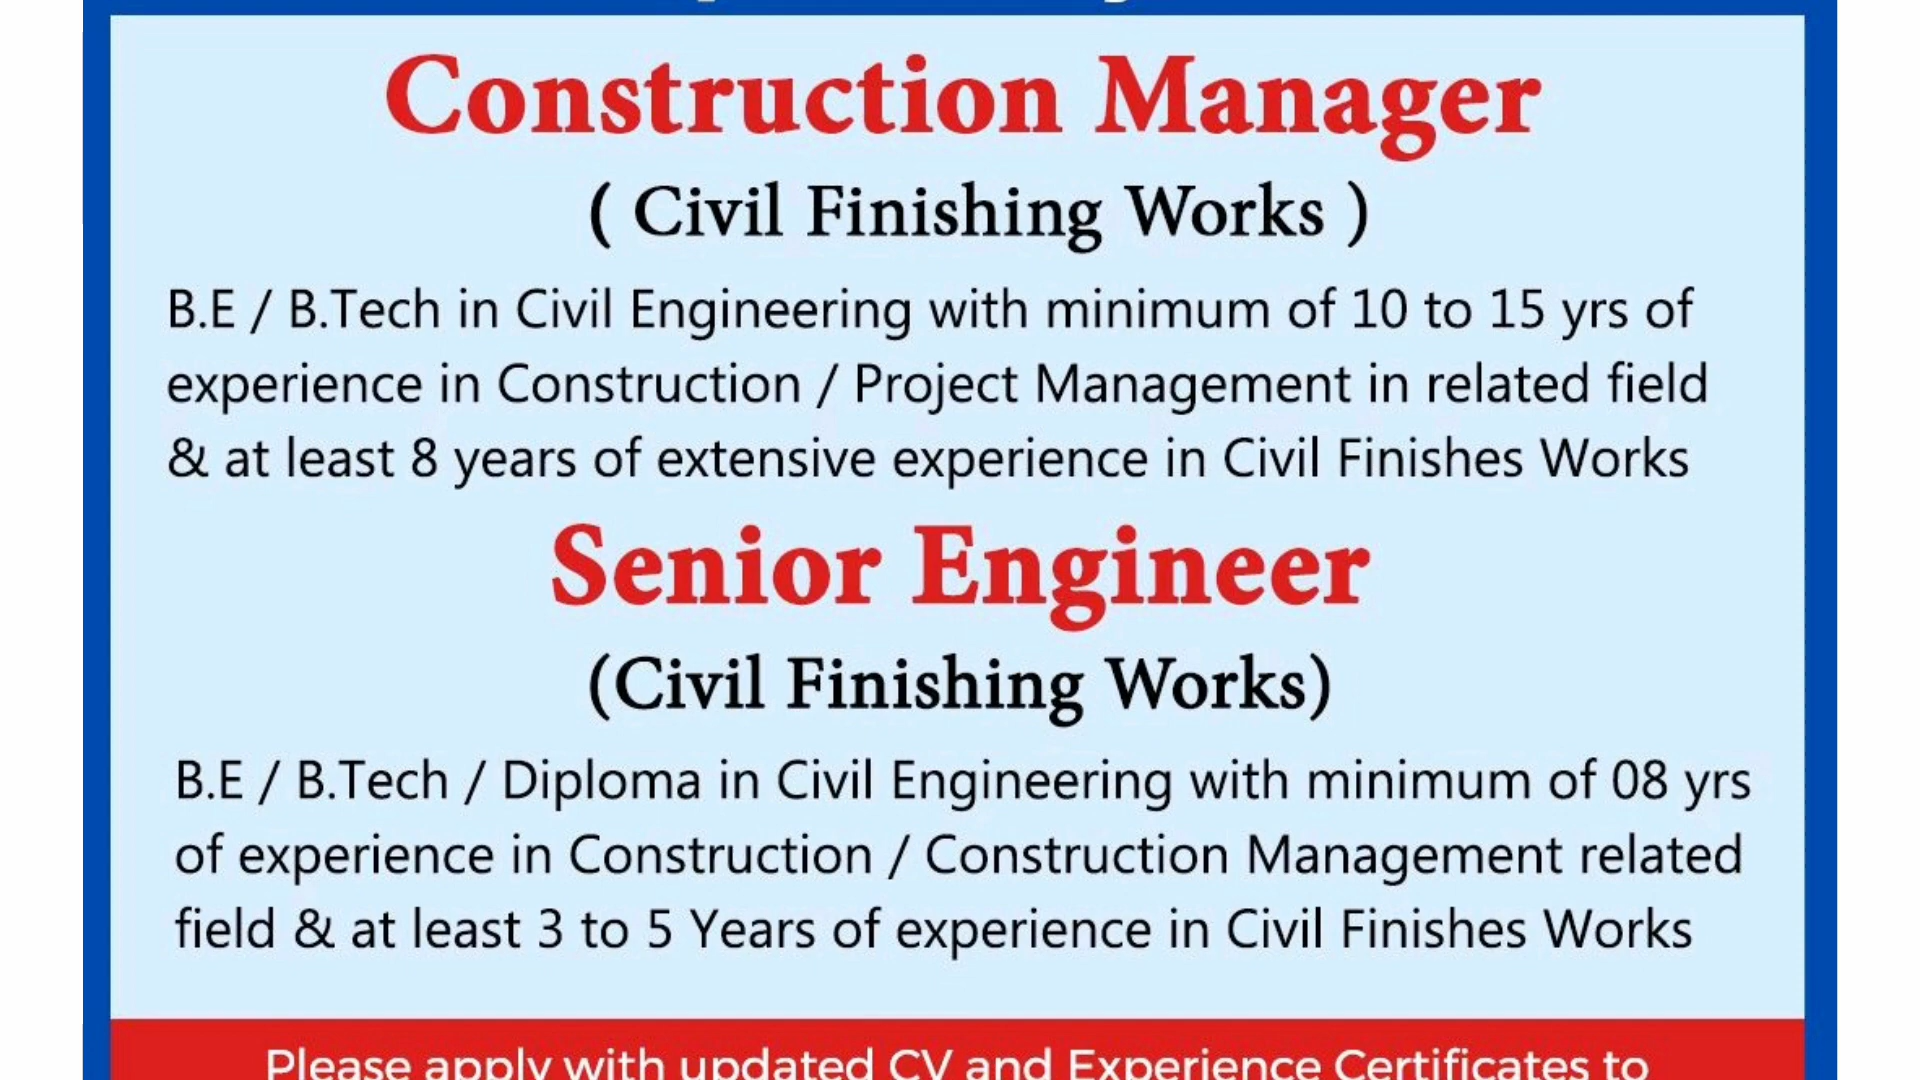 Construction Manager
( Civil Finishing Works )
B.E / B.Tech in Civil Engineering with minimum of 10 to 15 yrs of
experience in Construction / Project Management in related field
& at least 8 years of extensive experience in Civil Finishes Works
Senior Engineer
(Civil Finishing Works)
B.E / B.Tech / Diploma in Civil Engineering with minimum of 08 yrs
of experience in Construction / Construction Management related
field & at least 3 to 5 Years of experience in Civil Finishes Works
Please apply with updated CV and Experience Certificates to